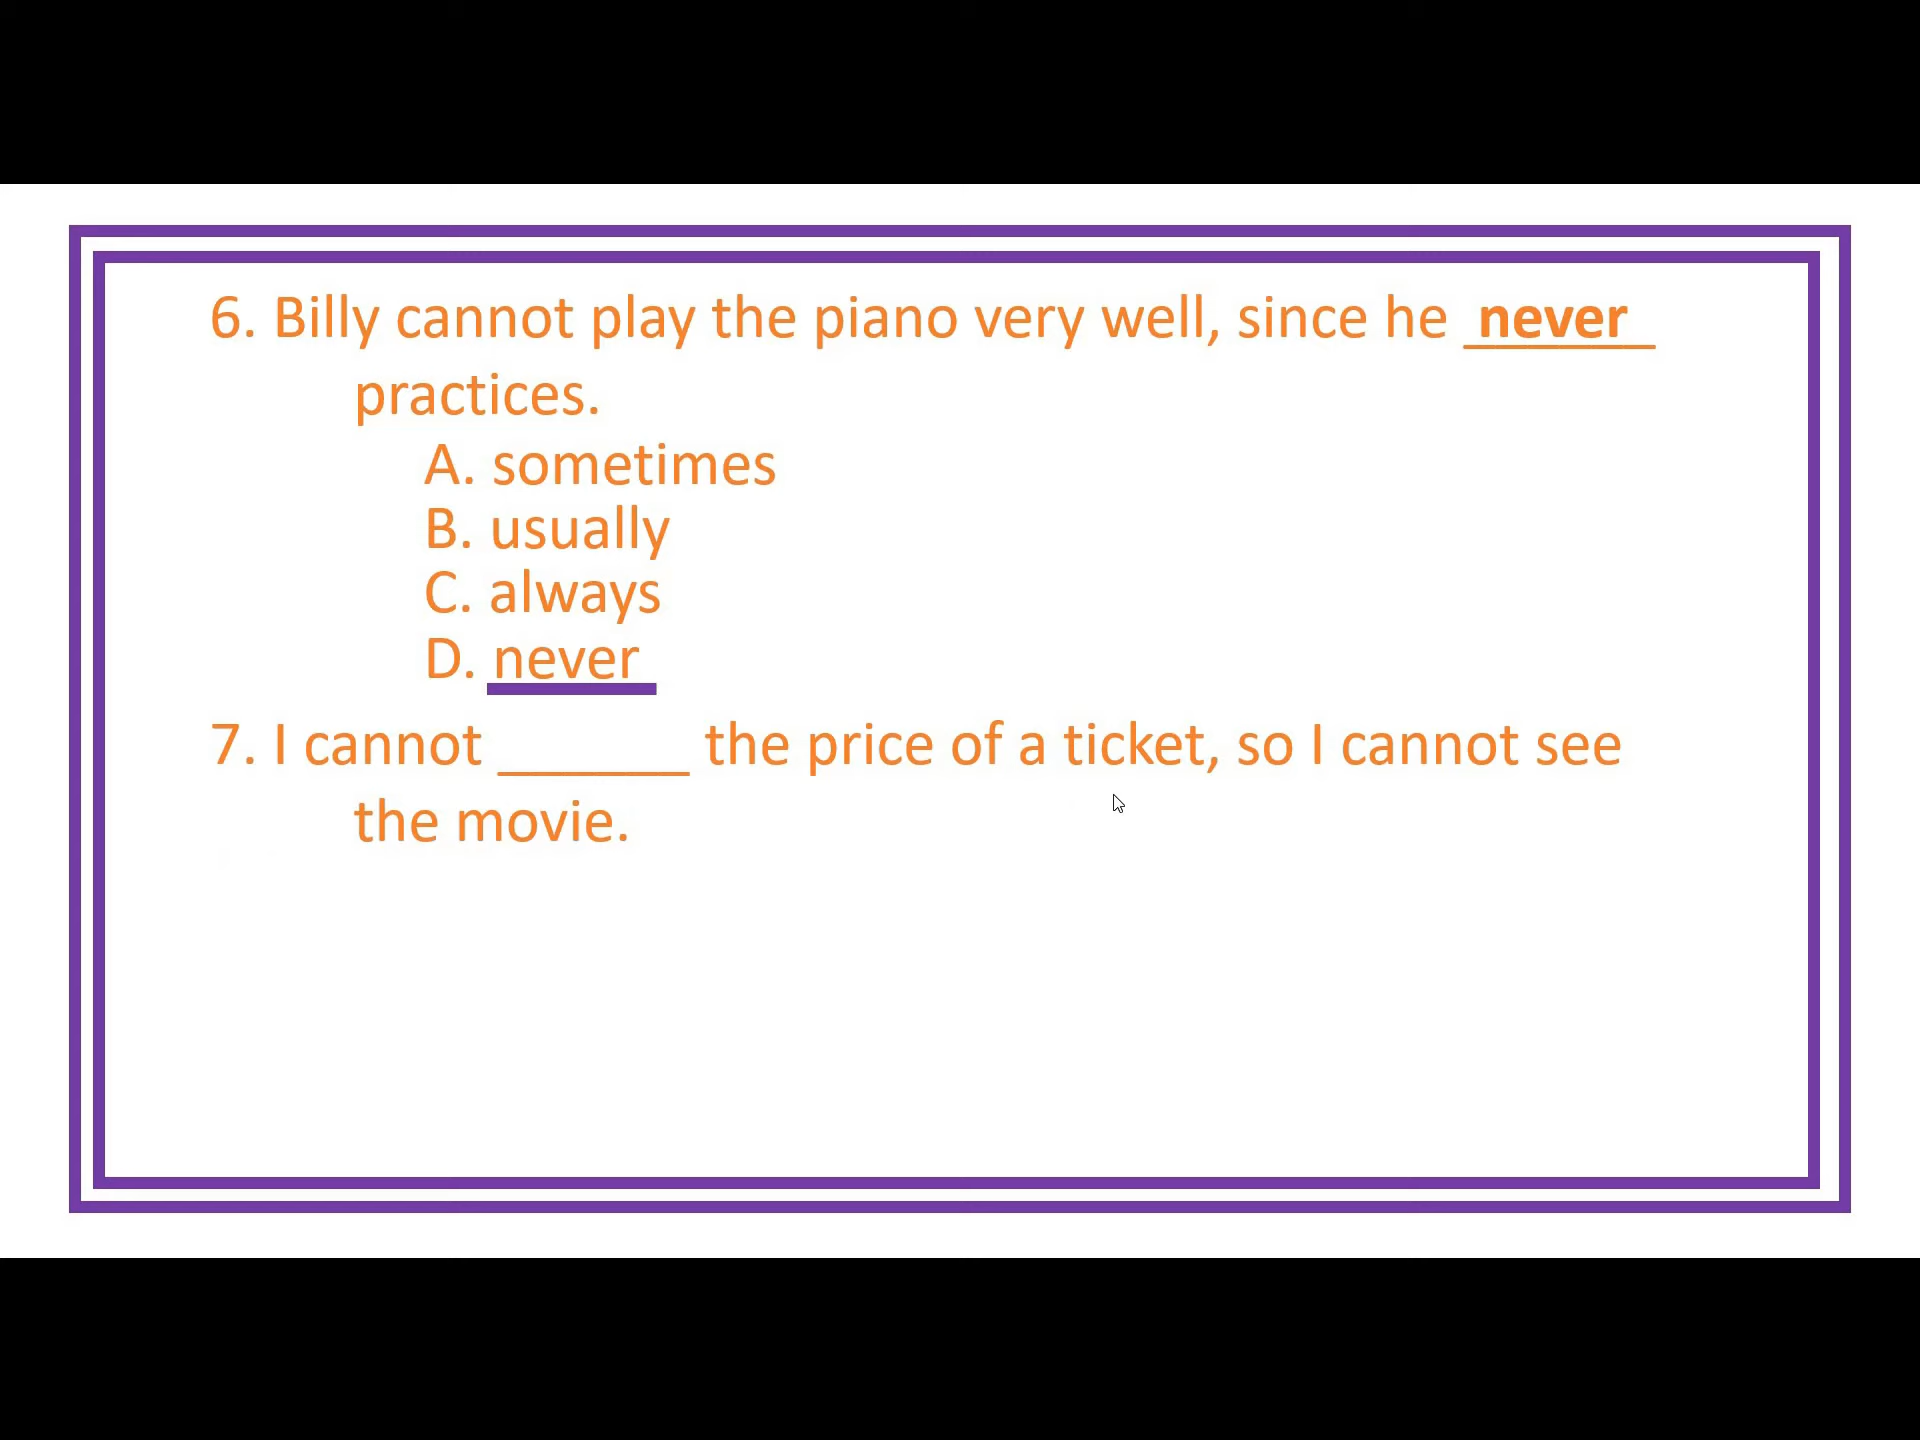 6. Billy cannot play the piano very well, since he never
practices.
A. sometimes
B. usually
C. always
D. never
7. I cannot ______ the price of a ticket, so I cannot see
the movie.